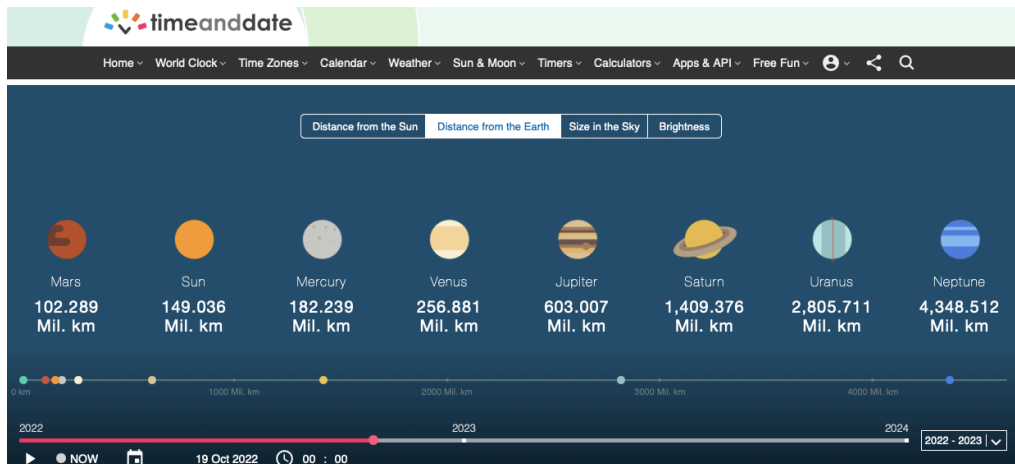 timeanddate
Home World Clock Time Zones Calendar Weather Sun & Moon Timers Calculators Apps & API Free Fun
Distance from the Sun Distance from the Earth Size in the Sky Brightness
Mars Sun Mercury Venus Jupiter Saturn Uranus Neptune
102.289 149.036 182.239 256.881 603.007 1,409.376 2,805.711 4,348.512
Mil. km Mil. km Mil. km Mil. km Mil. km Mil. km Mil. km Mil. km
0 km 1000 Mil. km 2000 Mil. km 3000 Mil. km 4000 Mil. km
2022 2023 2024
2022 - 2023
NOW 19 Oct 2022 00 : 00